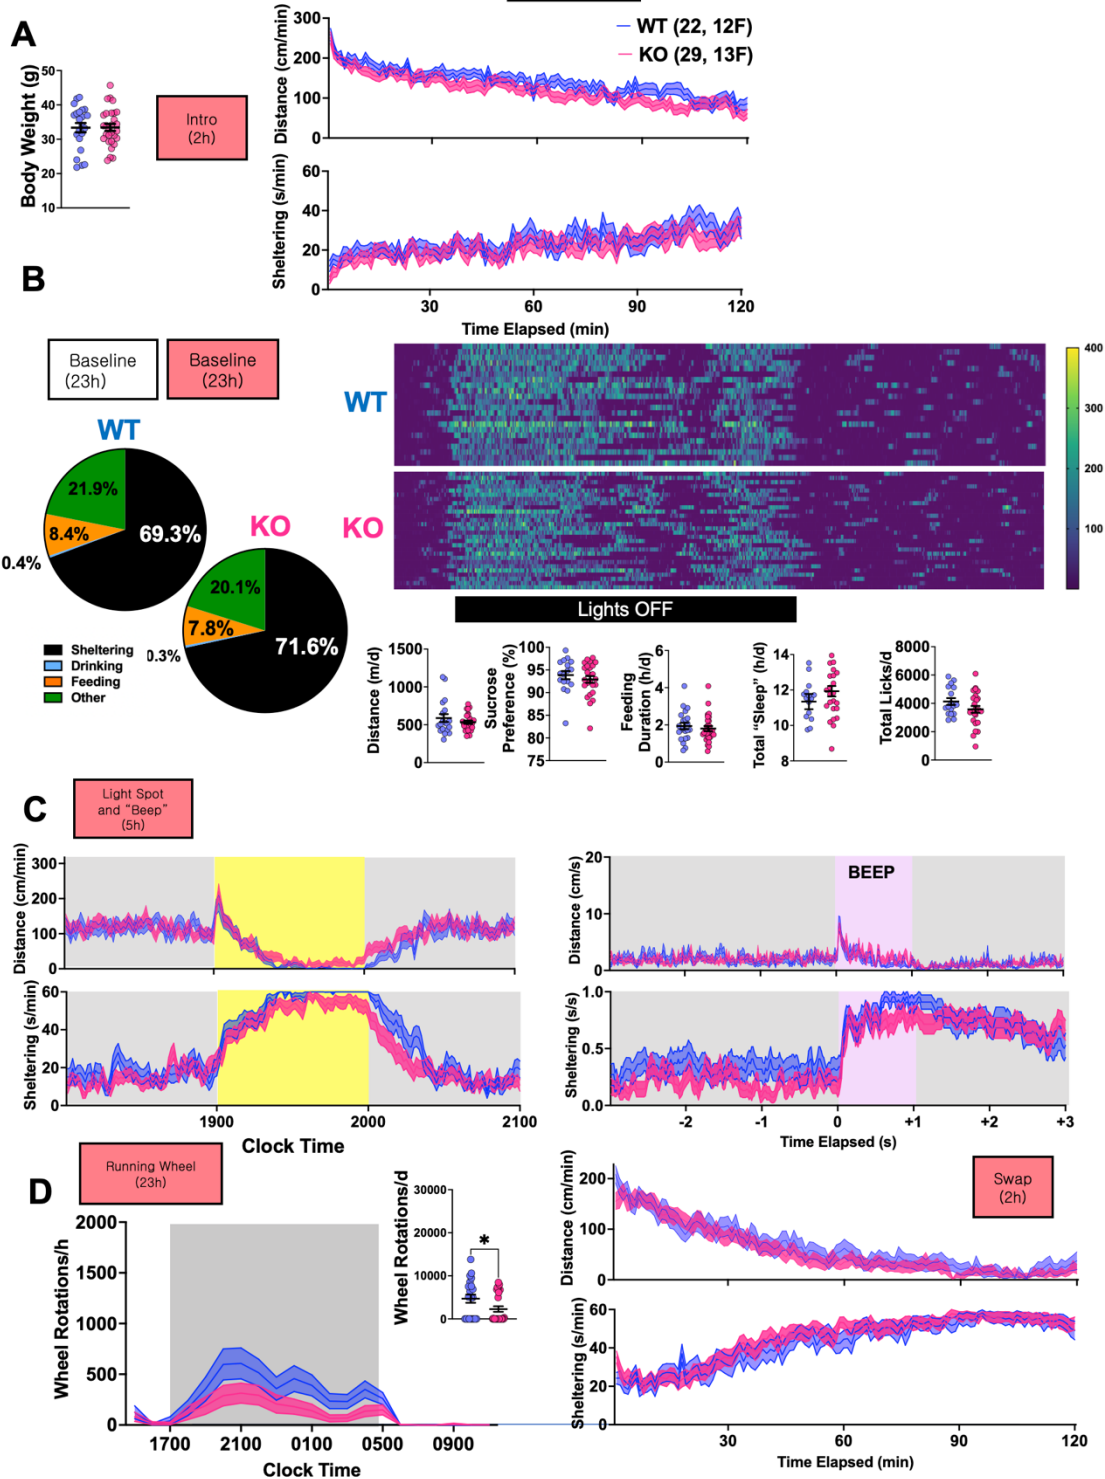 A
Body Weight (g)
50
40
30
20
10
Intro
(2h)
Distance (cm/min)
300
200
100
0
WT (22, 12F)
KO (29, 13F)
Sheltering (s/min)
60
40
20
0
30
60
90
120
Time Elapsed (min)
B
Baseline
(23h)
Baseline
(23h)
WT
21.9%
8.4%
69.3%
0.4%
KO
20.1%
7.8%
71.6%
0.3%
Sheltering
Drinking
Feeding
Other
WT
KO
400
300
200
100
Lights OFF
Distance (m/d)
1500
1000
500
0
Sucrose
Preference (%)
100
95
90
85
80
75
Feeding
Duration (h/d)
6
4
2
0
Total “Sleep” (h/d)
14
12
10
8
Total Licks/d
8000
6000
4000
2000
0
C
Light Spot
and “Beep”
(5h)
Distance (cm/min)
300
200
100
0
Sheltering (s/min)
60
40
20
0
1900
2000
2100
Clock Time
Distance (cm/s)
20
10
0
BEEP
Sheltering (s/s)
1.0
0.5
0.0
-2
-1
0
+1
+2
+3
Time Elapsed (s)
D
Running Wheel
(23h)
Wheel Rotations/h
2000
1500
1000
500
0
1700
2100
0100
0500
0900
Clock Time
Wheel Rotations/d
30000
20000
10000
0
*
Swap
(2h)
Distance (cm/min)
200
100
0
Sheltering (s/min)
60
40
20
0
30
60
90
120
Time Elapsed (min)